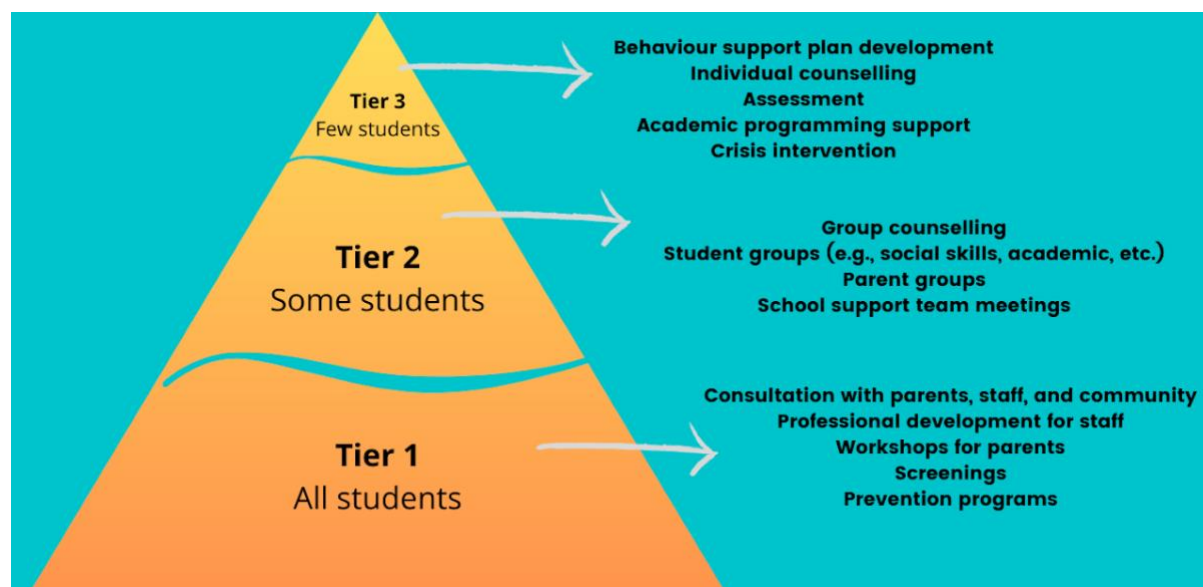 Tier 3
Few students
Behaviour support plan development
Individual counselling
Assessment
Academic programming support
Crisis intervention
Tier 2
Some students
Group counselling
Student groups (e.g., social skills, academic, etc.)
Parent groups
School support team meetings
Tier 1
All students
Consultation with parents, staff, and community
Professional development for staff
Workshops for parents
Screenings
Prevention programs